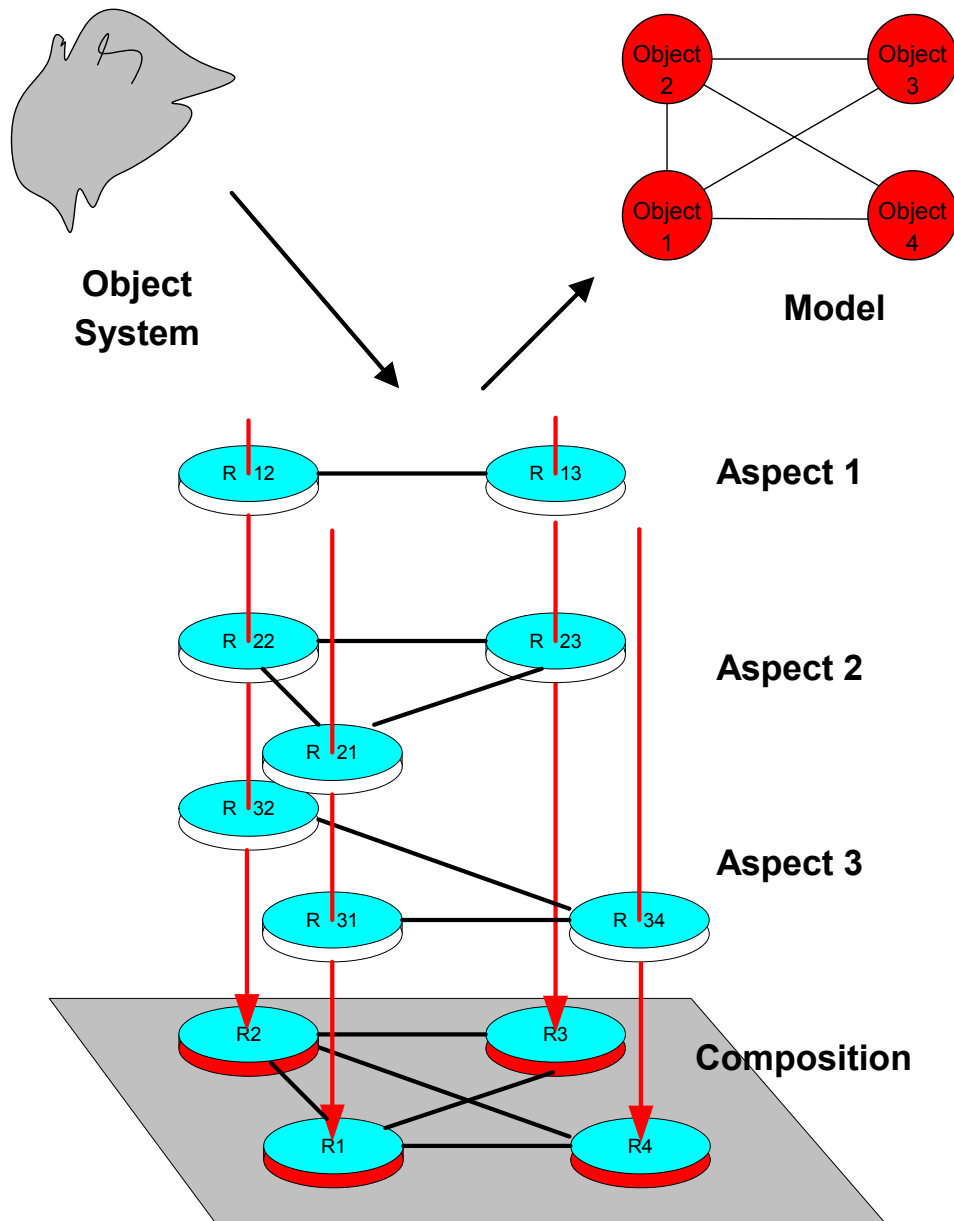 Object
2
Object
3
Object
1
Object
4
Object
System
Model
R 12
R 13
Aspect 1
R 22
R 23
Aspect 2
R 21
R 32
Aspect 3
R 31
R 34
R2
R3
Composition
R1
R4